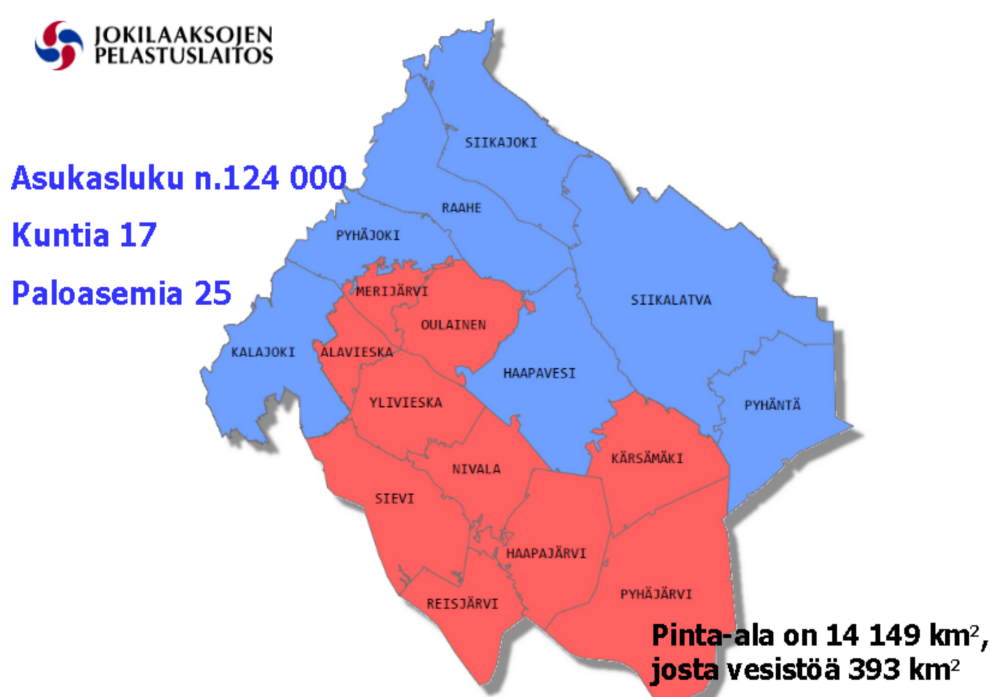 JOKILAAKSOJEN
PELASTUSLAITOS
Asukasluku n.124 000
Kuntia 17
Paloasemia 25
SIIKAJOKI
RAAHE
PYHÄJOKI
MERIJÄRVI
SIIKALATVA
OULAINEN
KALAJOKI
ALAVIESKA
HAAPAVESI
YLIVIESKA
PYHÄNTÄ
KÄRSÄMÄKI
NIVALA
SIEVI
HAAPAJÄRVI
PYHÄJÄRVI
REISJÄRVI
Pinta-ala on 14 149 km²,
josta vesistöä 393 km²